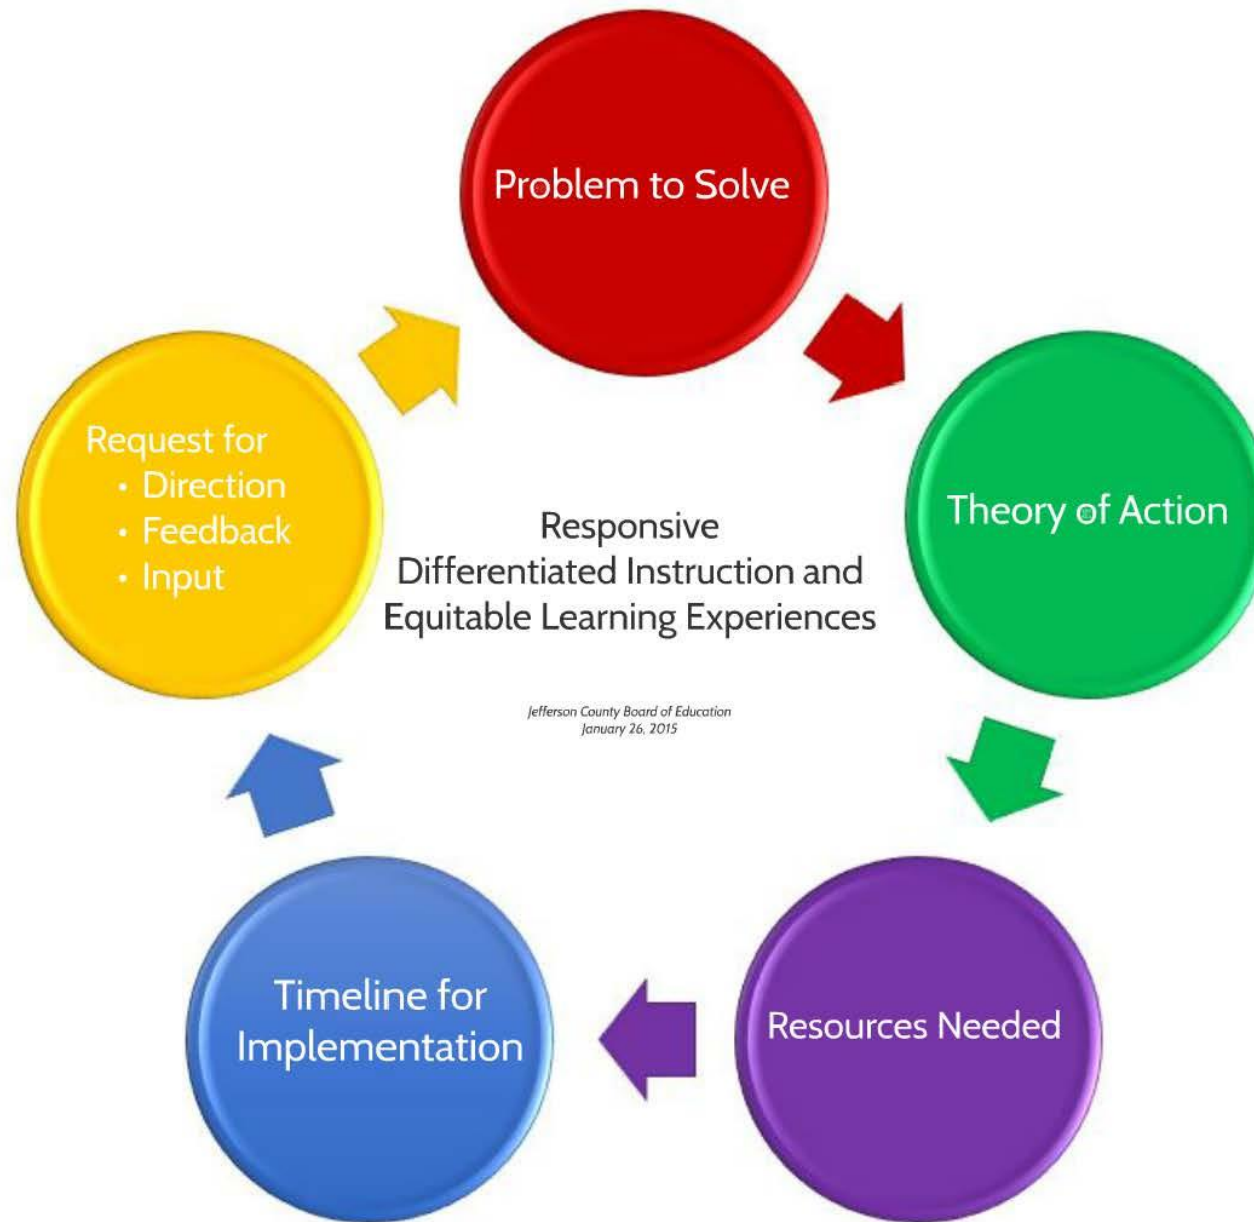 Problem to Solve
Theory of Action
Resources Needed
Timeline for
Implementation
Request for
• Direction
• Feedback
• Input
Responsive
Differentiated Instruction and
Equitable Learning Experiences
Jefferson County Board of Education
January 26, 2015